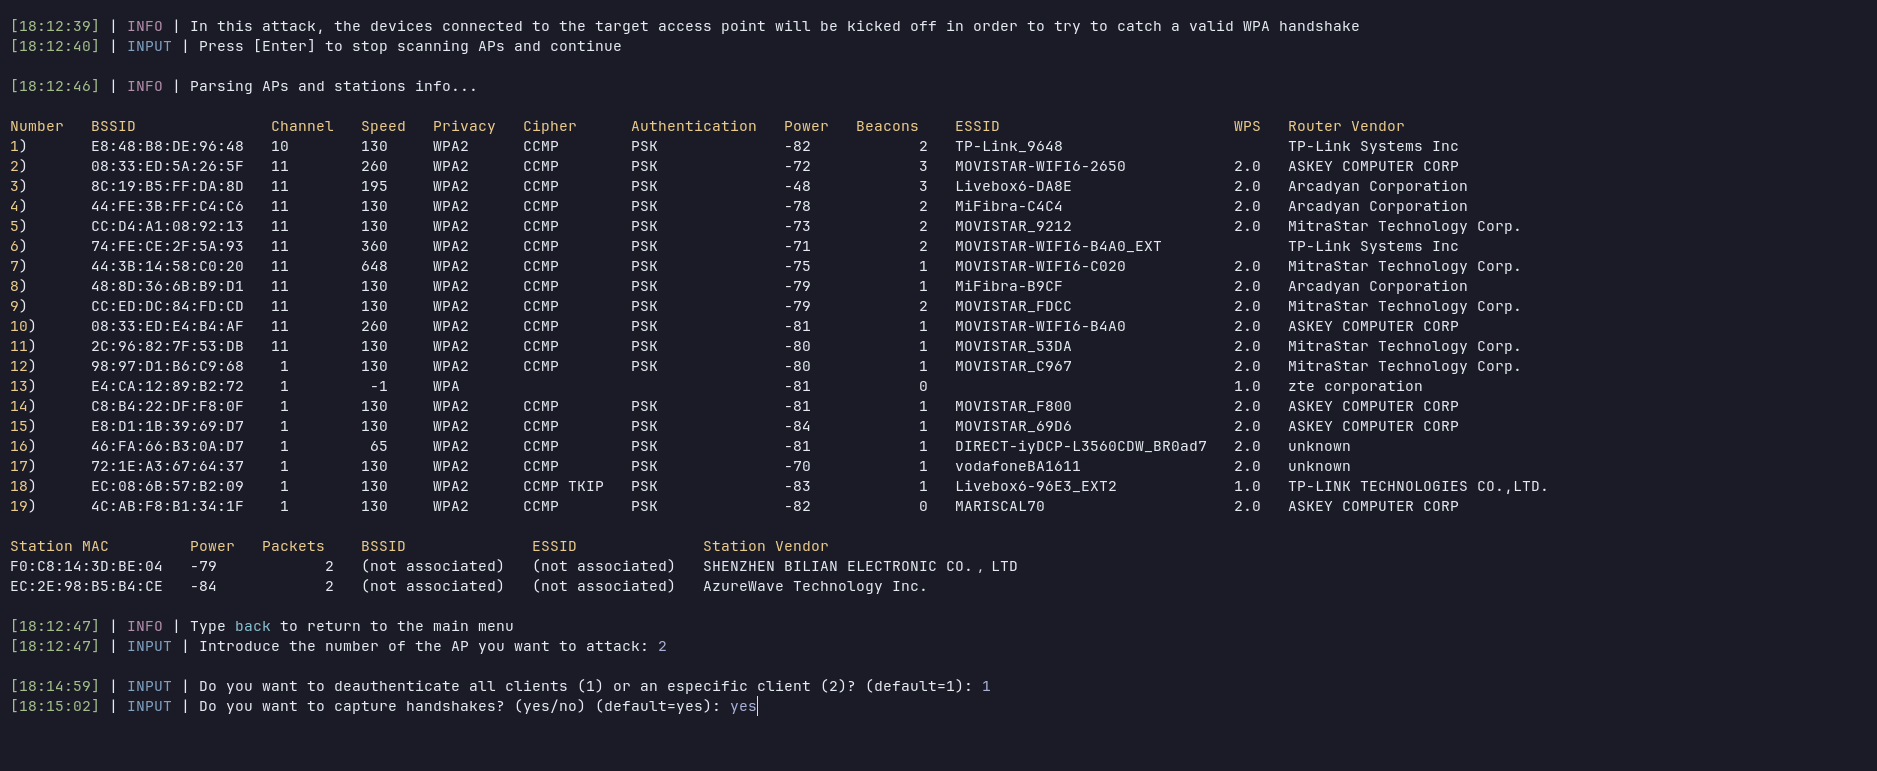 [18:12:39] | INFO | In this attack, the devices connected to the target access point will be kicked off in order to try to catch a valid WPA handshake
[18:12:40] | INPUT | Press [Enter] to stop scanning APs and continue
[18:12:46] | INFO | Parsing APs and stations info...
Number   BSSID               Channel   Speed   Privacy   Cipher      Authentication   Power   Beacons    ESSID                          WPS   Router Vendor
1)       E8:48:B8:DE:96:48   10        130     WPA2      CCMP        PSK              -82            2   TP-Link_9648                         TP-Link Systems Inc
2)       08:33:ED:5A:26:5F   11        260     WPA2      CCMP        PSK              -72            3   MOVISTAR-WIFI6-2650            2.0   ASKEY COMPUTER CORP
3)       8C:19:B5:FF:DA:8D   11        195     WPA2      CCMP        PSK              -48            3   Livebox6-DA8E                  2.0   Arcadyan Corporation
4)       44:FE:3B:FF:C4:C6   11        130     WPA2      CCMP        PSK              -78            2   MiFibra-C4C4                   2.0   Arcadyan Corporation
5)       CC:D4:A1:08:92:13   11        130     WPA2      CCMP        PSK              -73            2   MOVISTAR_9212                  2.0   MitraStar Technology Corp.
6)       74:FE:CE:2F:5A:93   11        360     WPA2      CCMP        PSK              -71            2   MOVISTAR-WIFI6-B4A0_EXT              TP-Link Systems Inc
7)       44:3B:14:58:C0:20   11        648     WPA2      CCMP        PSK              -75            1   MOVISTAR-WIFI6-C020            2.0   MitraStar Technology Corp.
8)       48:8D:36:6B:B9:D1   11        130     WPA2      CCMP        PSK              -79            1   MiFibra-B9CF                   2.0   Arcadyan Corporation
9)       CC:ED:DC:84:FD:CD   11        130     WPA2      CCMP        PSK              -79            2   MOVISTAR_FDCC                  2.0   MitraStar Technology Corp.
10)      08:33:ED:E4:B4:AF   11        260     WPA2      CCMP        PSK              -81            1   MOVISTAR-WIFI6-B4A0            2.0   ASKEY COMPUTER CORP
11)      2C:96:82:7F:53:DB   11        130     WPA2      CCMP        PSK              -80            1   MOVISTAR_53DA                  2.0   MitraStar Technology Corp.
12)      98:97:D1:B6:C9:68    1        130     WPA2      CCMP        PSK              -80            1   MOVISTAR_C967                  2.0   MitraStar Technology Corp.
13)      E4:CA:12:89:B2:72    1         -1     WPA                                    -81            0                                  1.0   zte corporation
14)      C8:B4:22:DF:F8:0F    1        130     WPA2      CCMP        PSK              -81            1   MOVISTAR_F800                  2.0   ASKEY COMPUTER CORP
15)      E8:D1:1B:39:69:D7    1        130     WPA2      CCMP        PSK              -84            1   MOVISTAR_69D6                  2.0   ASKEY COMPUTER CORP
16)      46:FA:66:B3:0A:D7    1         65     WPA2      CCMP        PSK              -81            1   DIRECT-iyDCP-L3560CDW_BR0ad7   2.0   unknown
17)      72:1E:A3:67:64:37    1        130     WPA2      CCMP        PSK              -70            1   vodafoneBA1611                 2.0   unknown
18)      EC:08:6B:57:B2:09    1        130     WPA2      CCMP TKIP   PSK              -83            1   Livebox6-96E3_EXT2             1.0   TP-LINK TECHNOLOGIES CO.,LTD.
19)      4C:AB:F8:B1:34:1F    1        130     WPA2      CCMP        PSK              -82            0   MARISCAL70                     2.0   ASKEY COMPUTER CORP
Station MAC         Power   Packets    BSSID              ESSID              Station Vendor
F0:C8:14:3D:BE:04   -79            2   (not associated)   (not associated)   SHENZHEN BILIAN ELECTRONIC CO.，LTD
EC:2E:98:B5:B4:CE   -84            2   (not associated)   (not associated)   AzureWave Technology Inc.
[18:12:47] | INFO | Type back to return to the main menu
[18:12:47] | INPUT | Introduce the number of the AP you want to attack: 2
[18:14:59] | INPUT | Do you want to deauthenticate all clients (1) or an especific client (2)? (default=1): 1
[18:15:02] | INPUT | Do you want to capture handshakes? (yes/no) (default=yes): yes